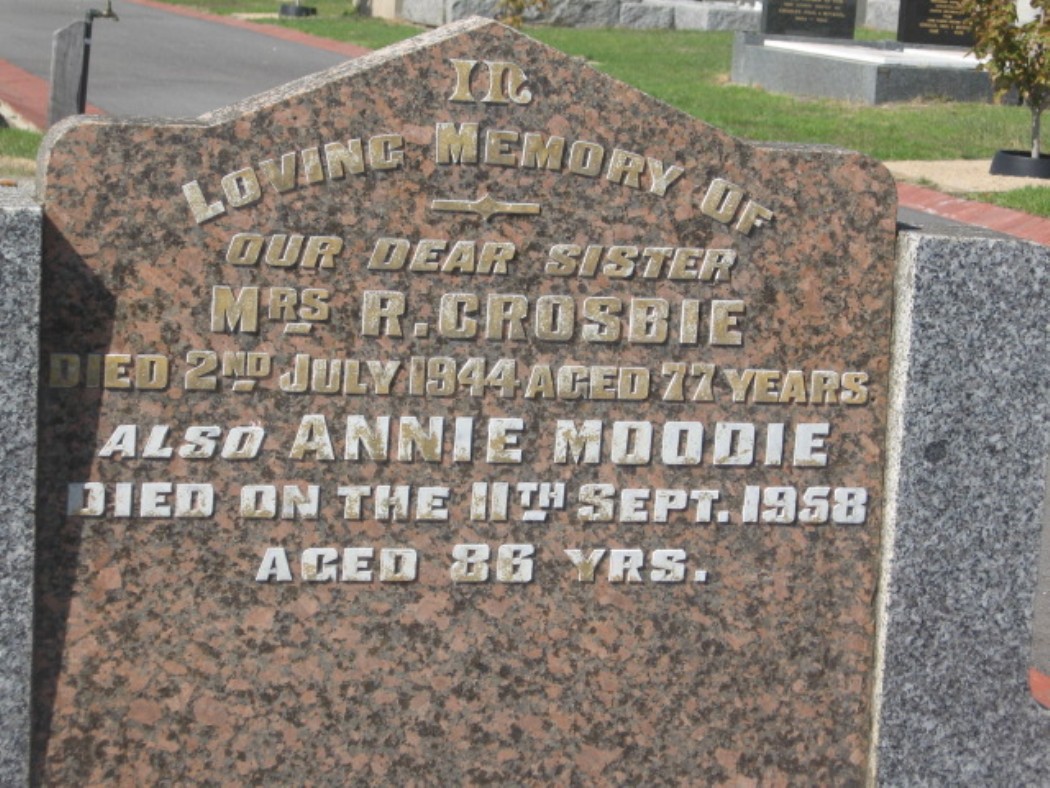 In
Loving Memory Of
OUR DEAR SISTER
MRS R. CROSBIE
DIED 2ND JULY 1944 AGED 77 YEARS
ALSO ANNIE MOODIE
DIED ON THE 11TH SEPT. 1958
AGED 86 YRS.